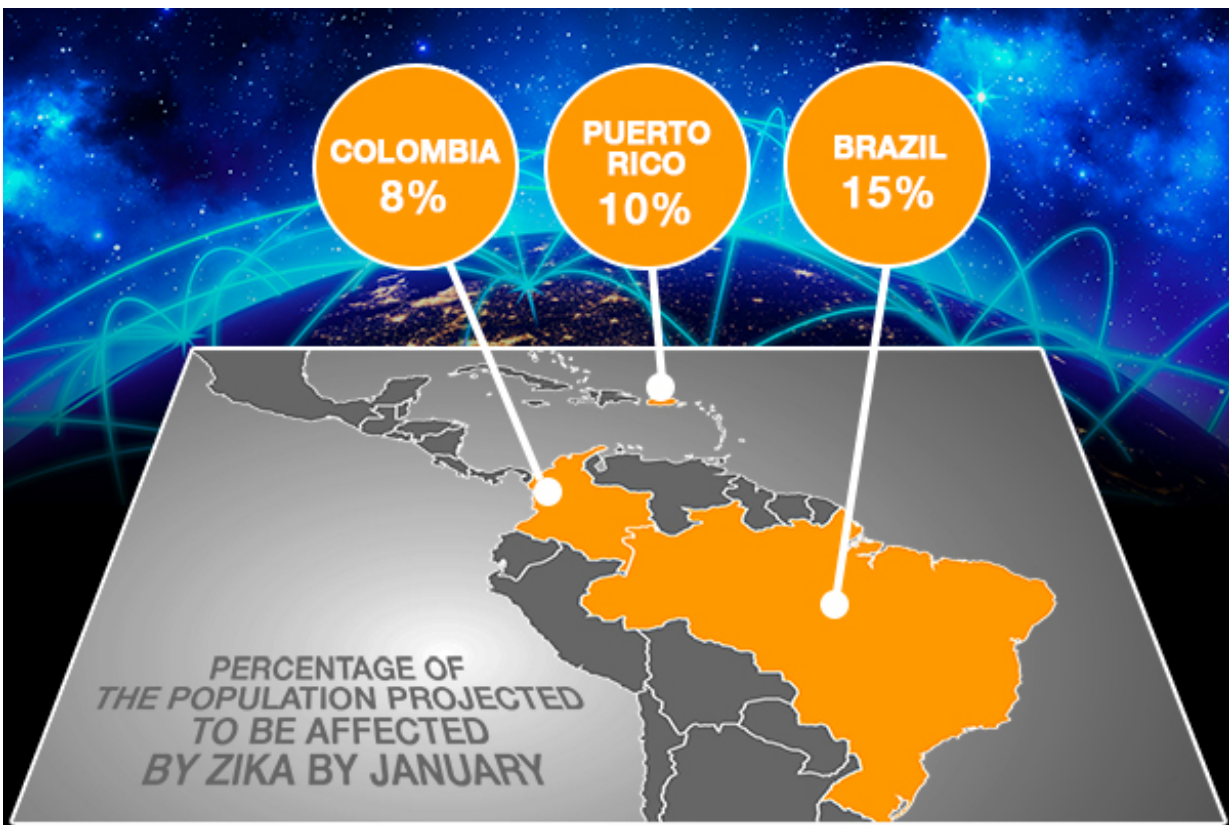 COLOMBIA
8%
PUERTO
RICO
10%
BRAZIL
15%
PERCENTAGE OF
THE POPULATION PROJECTED
TO BE AFFECTED
BY ZIKA BY JANUARY